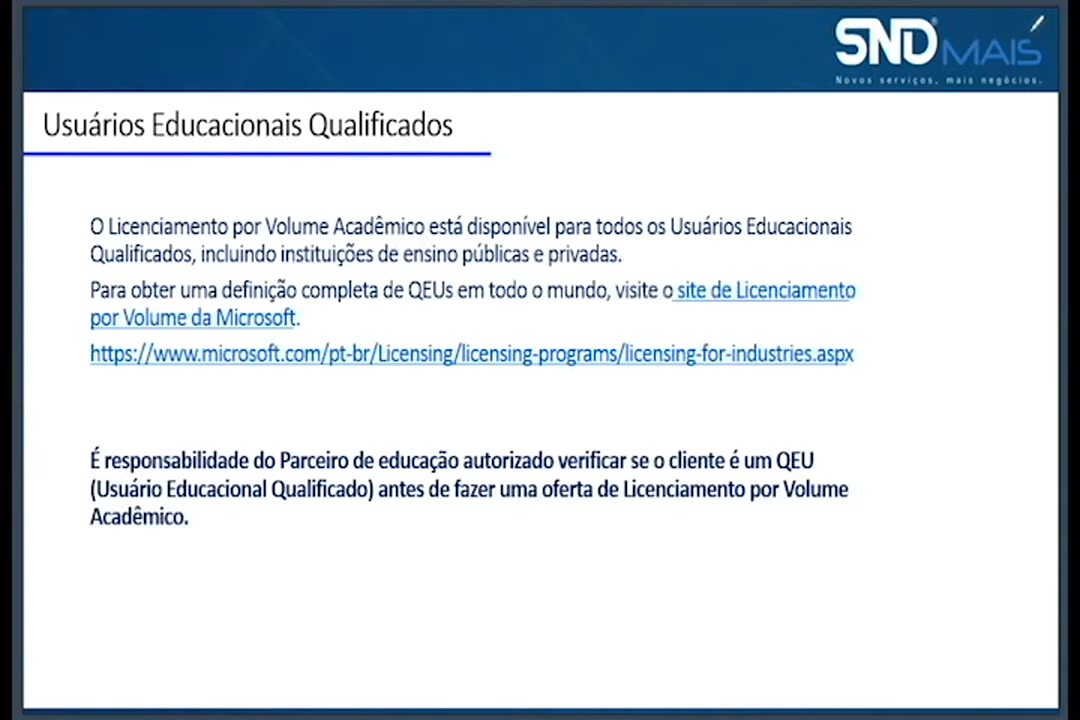 SND MAIS
Novos serviços, mais negócios.
Usuários Educacionais Qualificados
O Licenciamento por Volume Acadêmico está disponível para todos os Usuários Educacionais
Qualificados, incluindo instituições de ensino públicas e privadas.
Para obter uma definição completa de QEUs em todo o mundo, visite o site de Licenciamento
por Volume da Microsoft.
https://www.microsoft.com/pt-br/Licensing/licensing-programs/licensing-for-industries.aspx
É responsabilidade do Parceiro de educação autorizado verificar se o cliente é um QEU
(Usuário Educacional Qualificado) antes de fazer uma oferta de Licenciamento por Volume
Acadêmico.